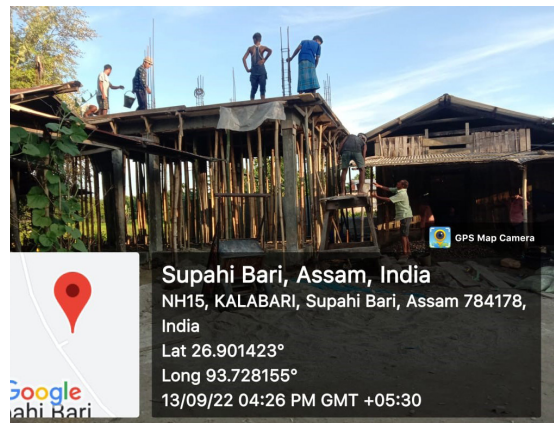 GPS Map Camera
Supahi Bari, Assam, India
NH15, KALABARI, Supahi Bari, Assam 784178,
India
Lat 26.901423°
Long 93.728155°
13/09/22 04:26 PM GMT +05:30
Google
ahi Bari